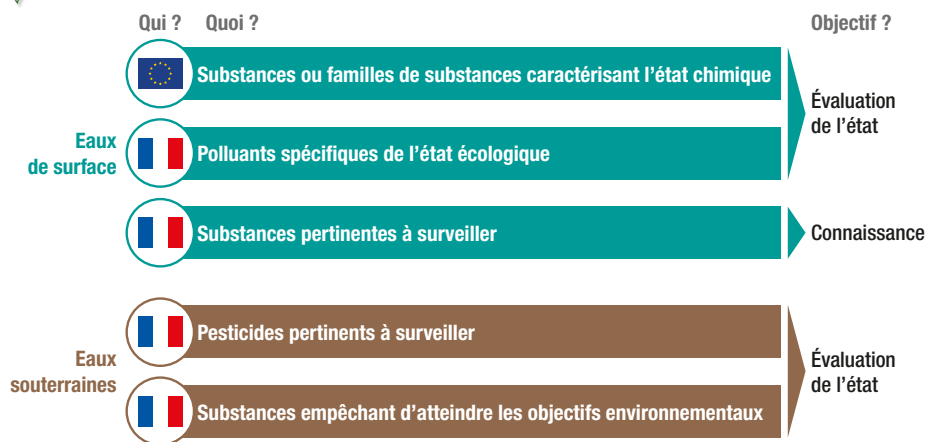 Qui ? Quoi ? Objectif ?
Substances ou familles de substances caractérisant l’état chimique
Évaluation
de l’état
Eaux
de surface
Polluants spécifiques de l’état écologique
Substances pertinentes à surveiller
Connaissance
Pesticides pertinents à surveiller
Eaux
souterraines
Évaluation
de l’état
Substances empêchant d’atteindre les objectifs environnementaux